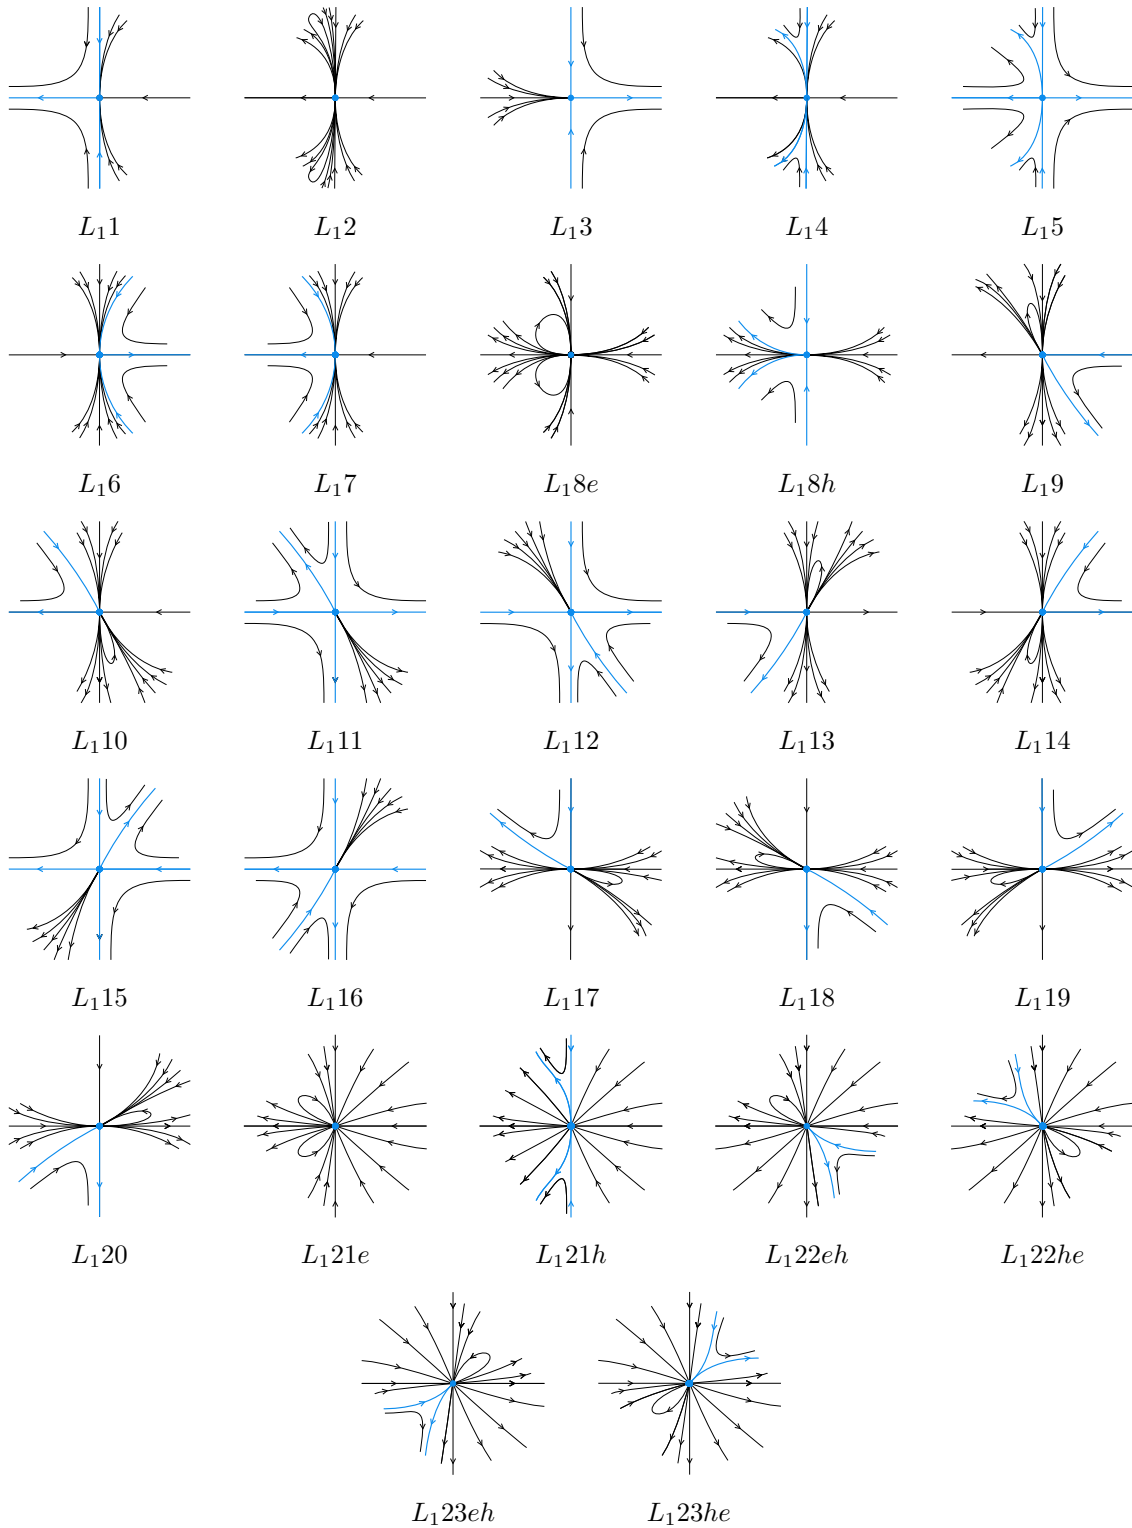 L₁1 L₁2 L₁3 L₁4 L₁5
L₁6 L₁7 L₁8e L₁8h L₁9
L₁10 L₁11 L₁12 L₁13 L₁14
L₁15 L₁16 L₁17 L₁18 L₁19
L₁20 L₁21e L₁21h L₁22eh L₁22he
L₁23eh L₁23he